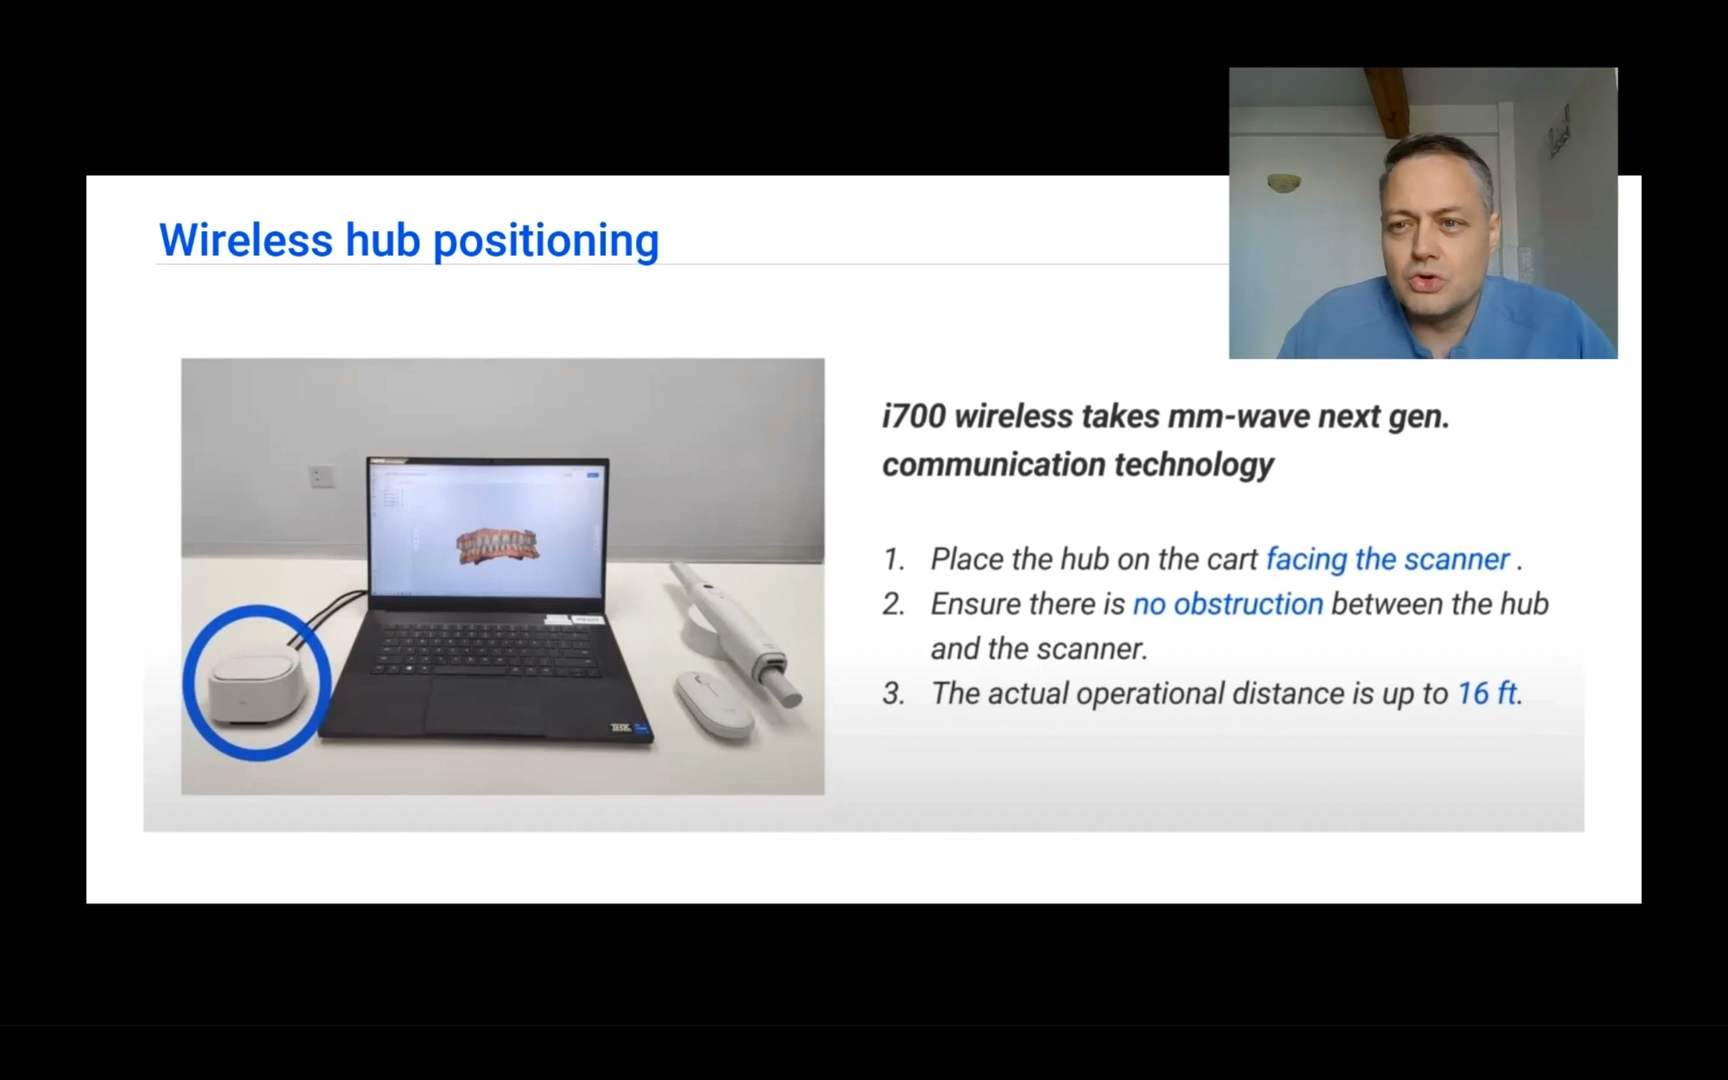 Wireless hub positioning
i700 wireless takes mm-wave next gen.
communication technology
1. Place the hub on the cart facing the scanner .
2. Ensure there is no obstruction between the hub
and the scanner.
3. The actual operational distance is up to 16 ft.